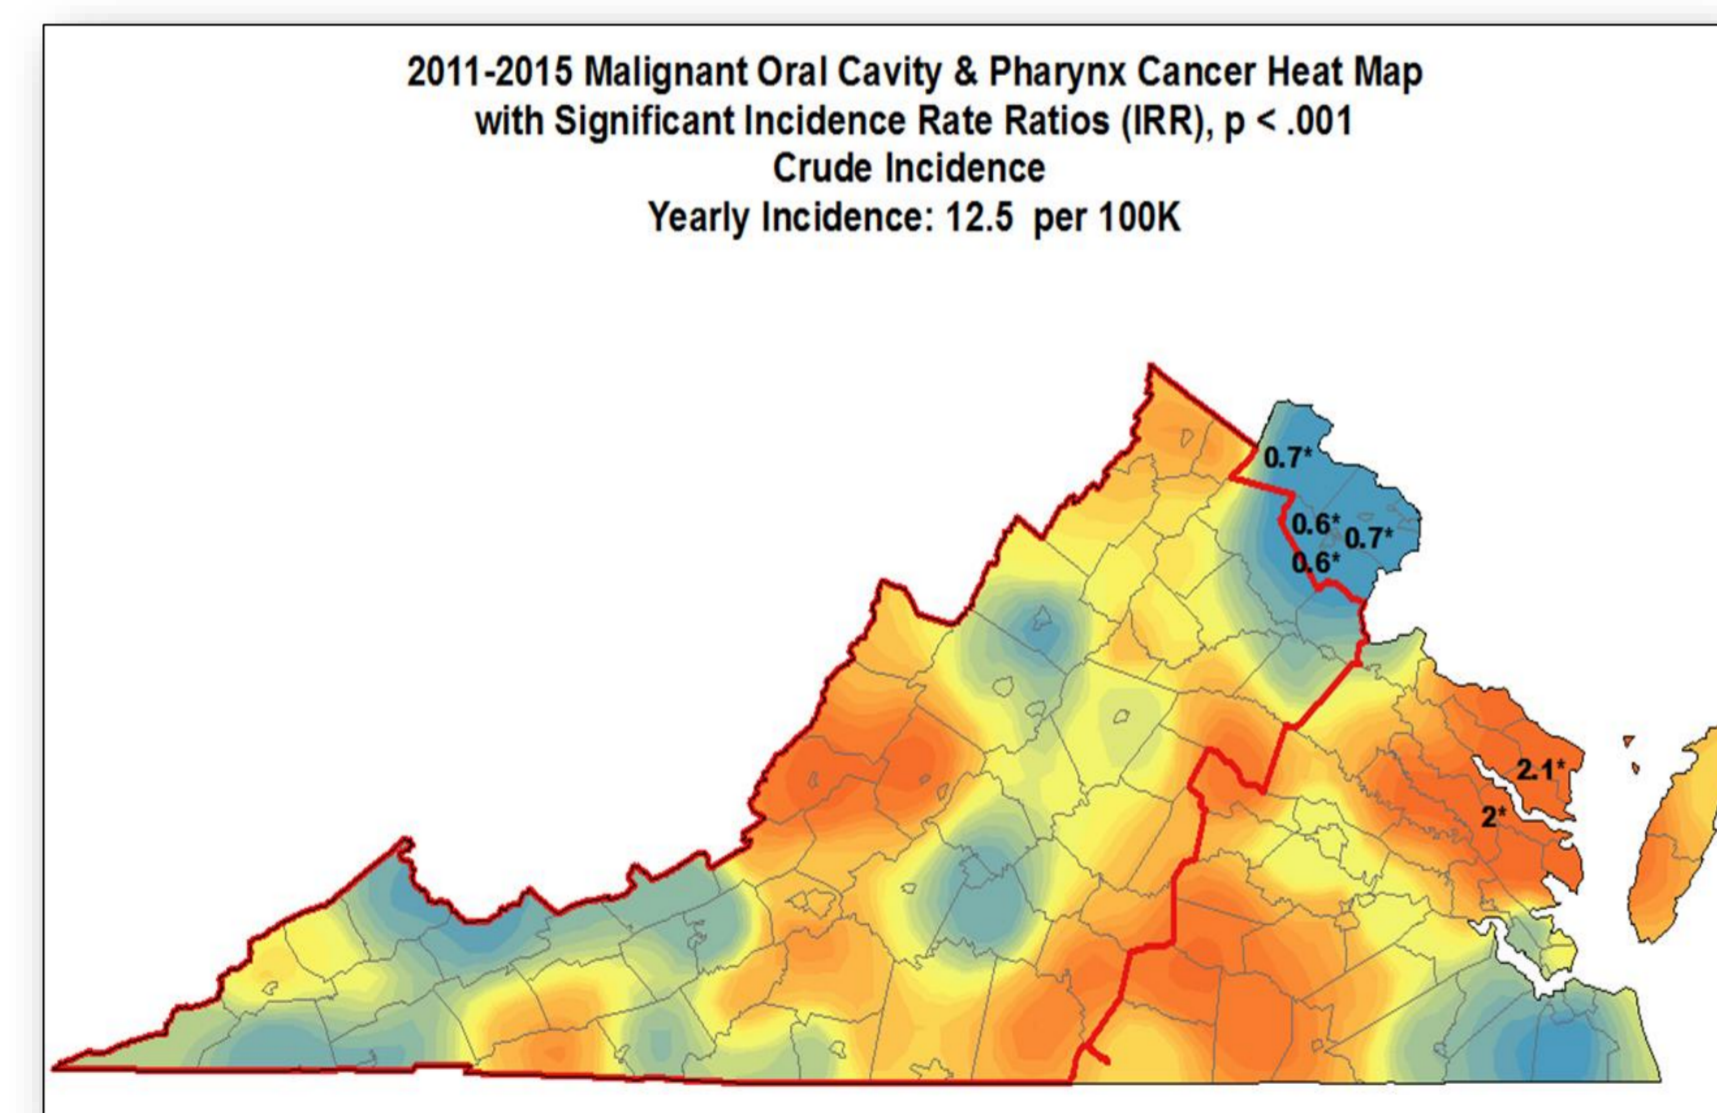 2011-2015 Malignant Oral Cavity & Pharynx Cancer Heat Map
with Significant Incidence Rate Ratios (IRR), p < .001
Crude Incidence
Yearly Incidence: 12.5 per 100K
0.7*
0.6*
0.7*
0.6*
2.1*
2*